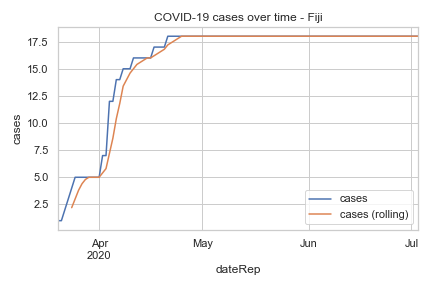 COVID-19 cases over time - Fiji
17.5
15.0
12.5
10.0
7.5
5.0
2.5
cases
cases
cases (rolling)
Apr May Jun Jul
2020
dateRep